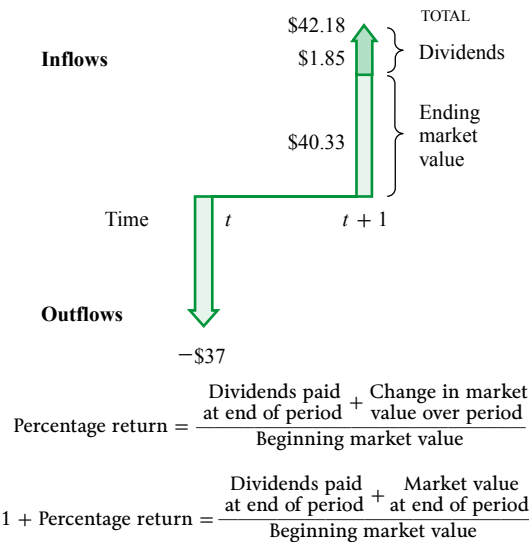 $42.18 TOTAL
Inflows $1.85 Dividends
$40.33 Ending
market
value
Time t t + 1
Outflows
−$37
Dividends paid Change in market
at end of period + value over period
Percentage return =
Beginning market value
Dividends paid Market value
at end of period + at end of period
1 + Percentage return =
Beginning market value